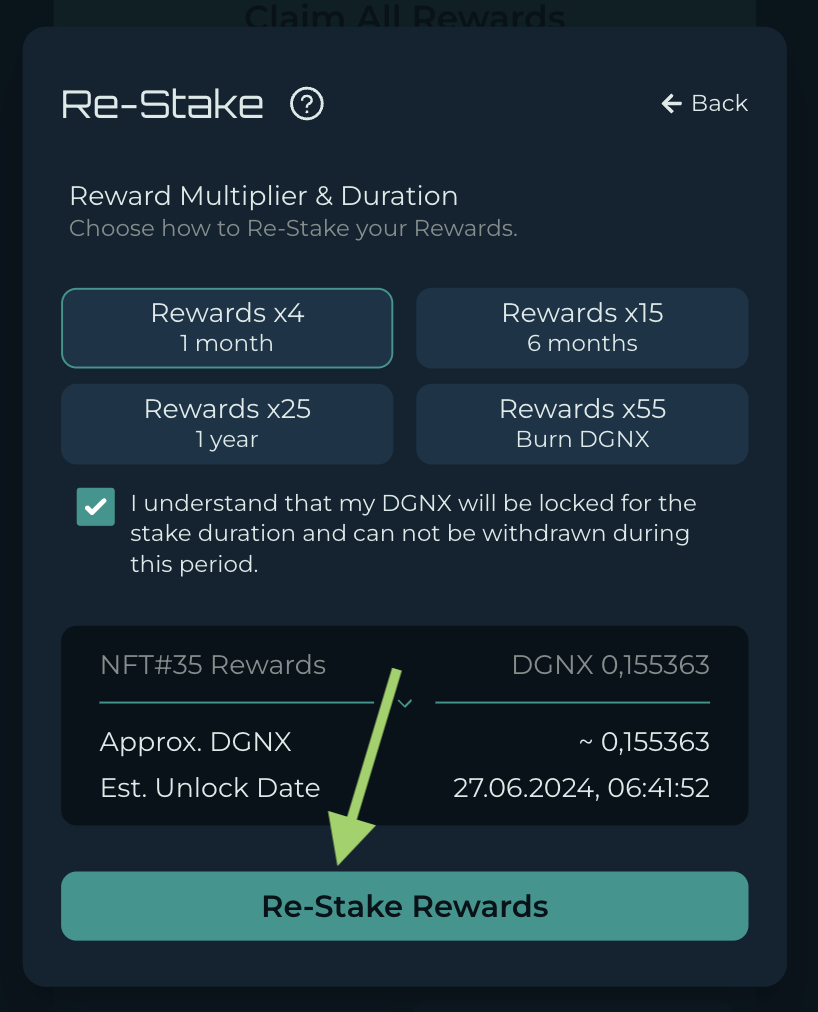 Claim All Rewards
Re-Stake ?
← Back
Reward Multiplier & Duration
Choose how to Re-Stake your Rewards.
Rewards x4
1 month
Rewards x15
6 months
Rewards x25
1 year
Rewards x55
Burn DGNX
I understand that my DGNX will be locked for the
stake duration and can not be withdrawn during
this period.
NFT#35 Rewards DGNX 0,155363
Approx. DGNX ~ 0,155363
Est. Unlock Date 27.06.2024, 06:41:52
Re-Stake Rewards